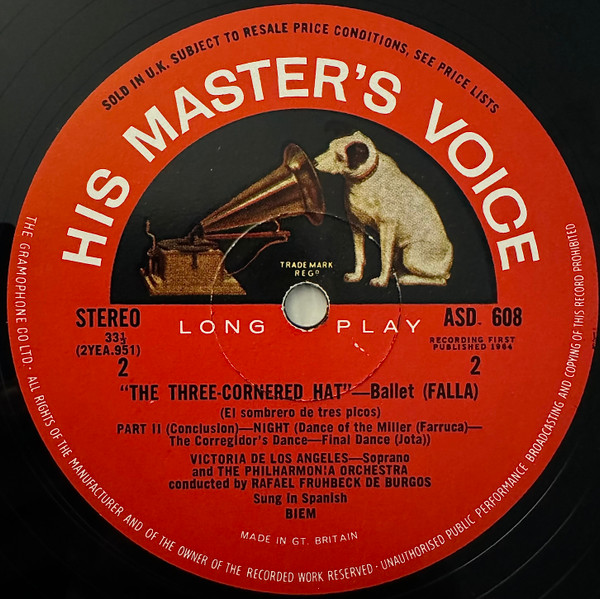 SOLD IN U.K. SUBJECT TO RESALE PRICE CONDITIONS, SEE PRICE LISTS
HIS MASTER'S VOICE
TRADE MARK
REGD
LONG PLAY
STEREO
33⅓
(2YEA.951)
2
ASD. 608
RECORDING FIRST
PUBLISHED 1964
2
"THE THREE-CORNERED HAT"—Ballet (FALLA)
(El sombrero de tres picos)
PART II (Conclusion)—NIGHT (Dance of the Miller (Farruca)—
The Corregidor's Dance—Final Dance (Jota))
VICTORIA DE LOS ANGELES—Soprano
and THE PHILHARMONIA ORCHESTRA
conducted by RAFAEL FRUHBECK DE BURGOS
Sung in Spanish
BIEM
MADE IN GT. BRITAIN
THE GRAMOPHONE CO LTD · ALL RIGHTS OF THE MANUFACTURER AND OF THE OWNER OF THE RECORDED WORK RESERVED · UNAUTHORISED PUBLIC PERFORMANCE BROADCASTING AND COPYING OF THIS RECORD PROHIBITED